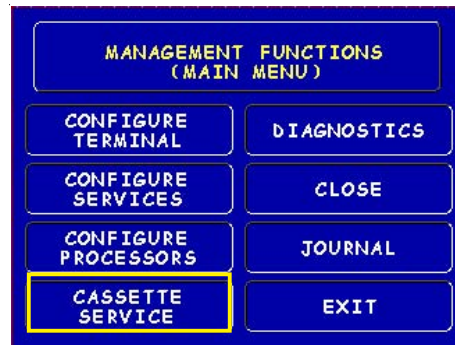 MANAGEMENT FUNCTIONS
(MAIN MENU)
CONFIGURE
TERMINAL
DIAGNOSTICS
CONFIGURE
SERVICES
CLOSE
CONFIGURE
PROCESSORS
JOURNAL
CASSETTE
SERVICE
EXIT